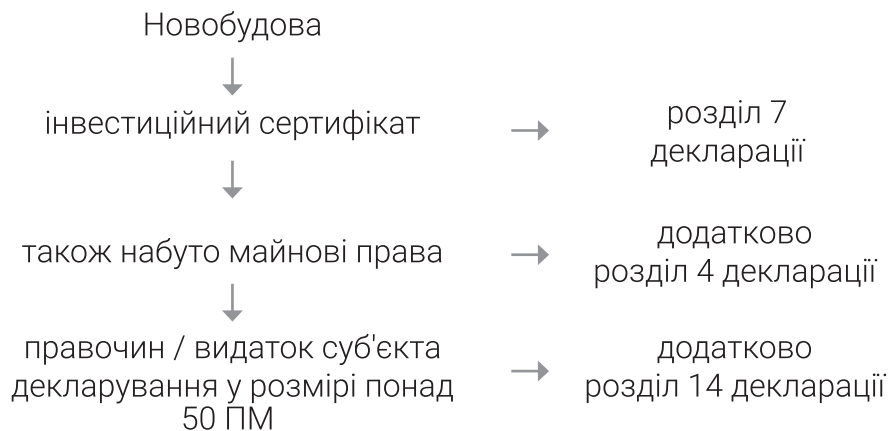 Новобудова
інвестиційний сертифікат
розділ 7
декларації
також набуто майнові права
додатково
розділ 4 декларації
правочин / видаток суб'єкта
декларування у розмірі понад
50 ПМ
додатково
розділ 14 декларації